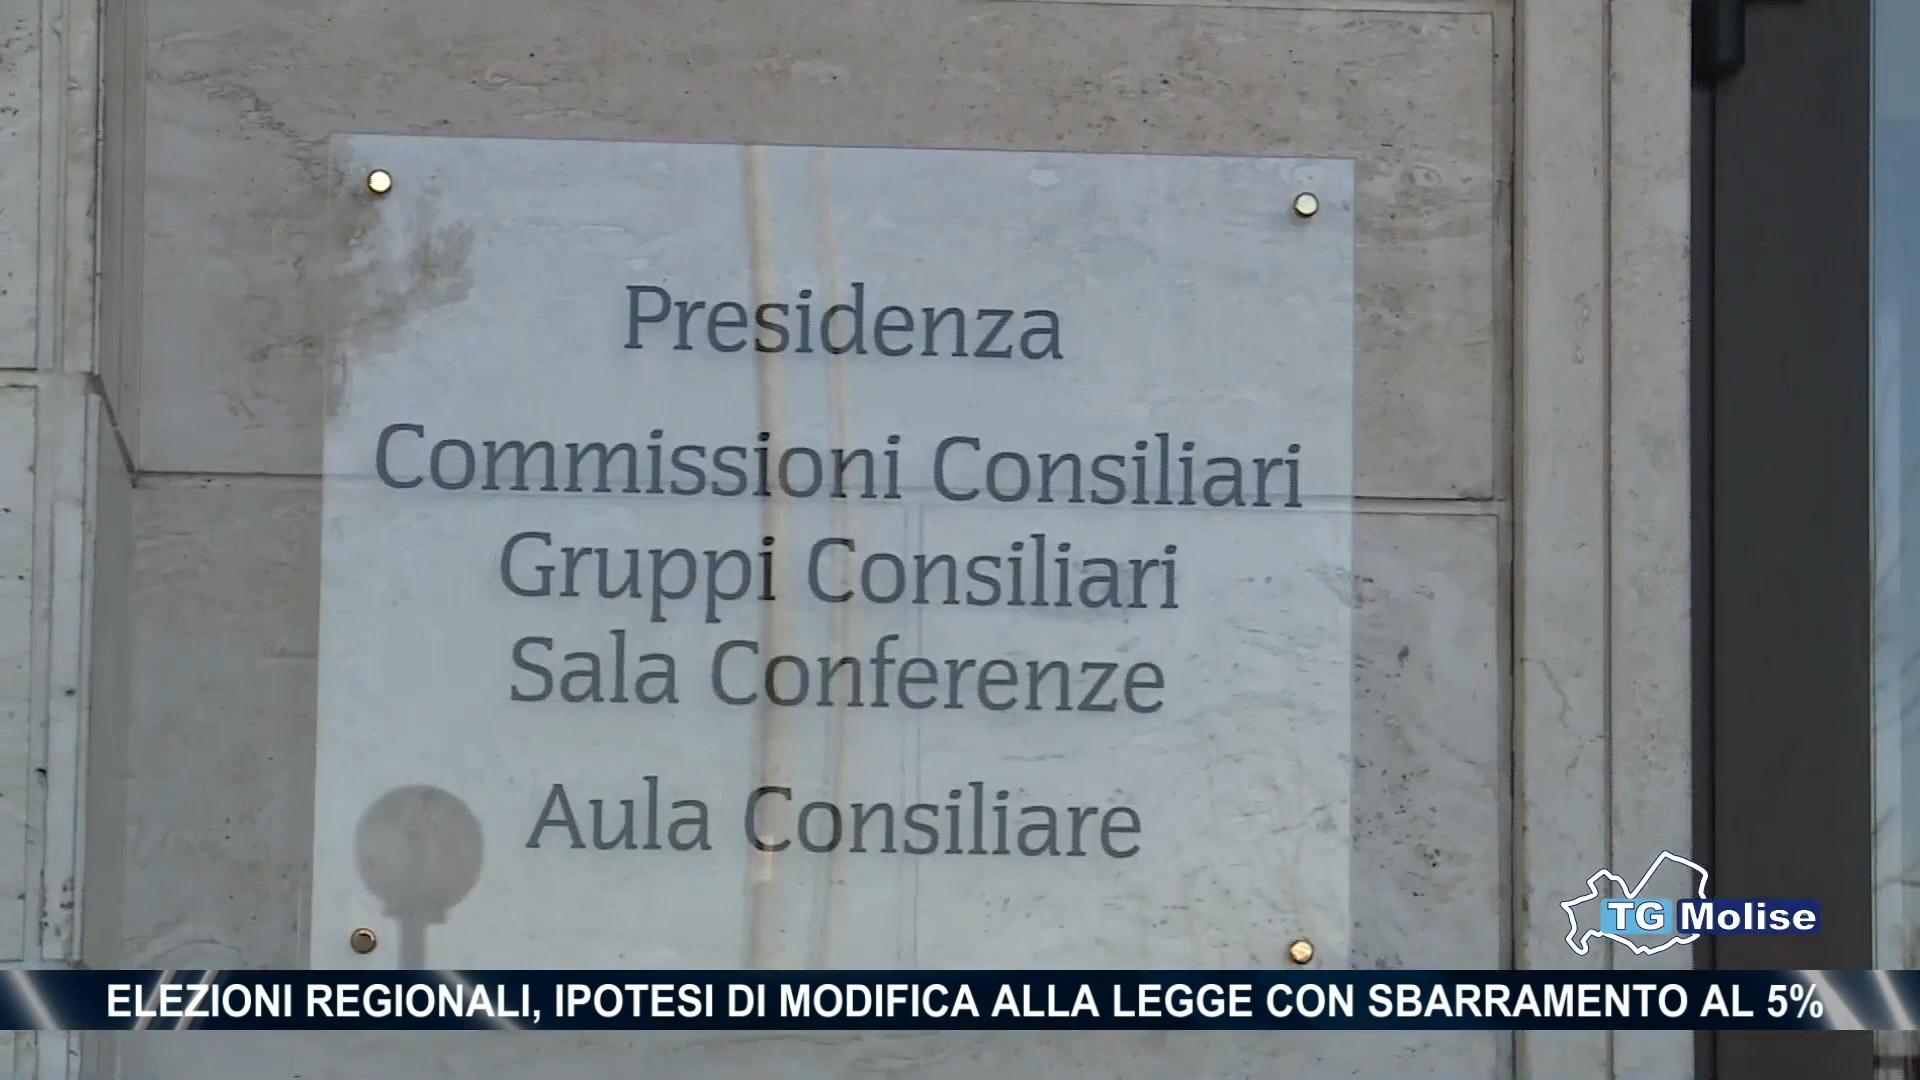 Presidenza
Commissioni Consiliari
Gruppi Consiliari
Sala Conferenze
Aula Consiliare
TG Molise
ELEZIONI REGIONALI, IPOTESI DI MODIFICA ALLA LEGGE CON SBARRAMENTO AL 5%